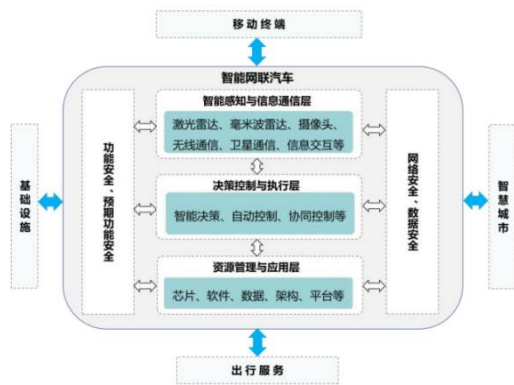 移动终端
智能网联汽车
智能感知与信息通信层
激光雷达、毫米波雷达、摄像头、
无线通信、卫星通信、信息交互等
功能安全、预期功能安全
网络安全、数据安全
基础设施
智慧城市
决策控制与执行层
智能决策、自动控制、协同控制等
资源管理与应用层
芯片、软件、数据、架构、平台等
出行服务